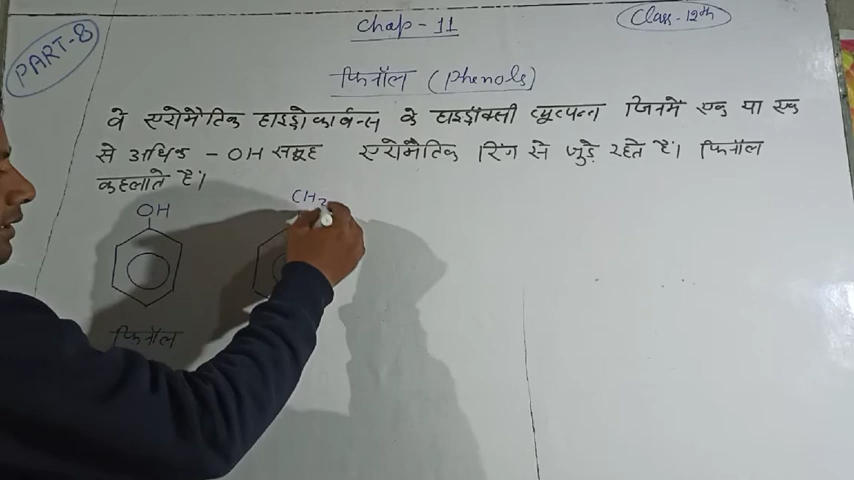 PART-8
Chap-11
Class-12th
फिनॉल (Phenols)
वे एरोमैटिक हाइड्रोकार्बन्स के हाइड्रॉक्सी व्युत्पन्न जिनमें एक या एक
से अधिक - OH समूह एरोमैटिक रिंग से जुड़े रहते हैं। फिनॉल
कहलाते हैं।
OH
CH2
फिनॉल